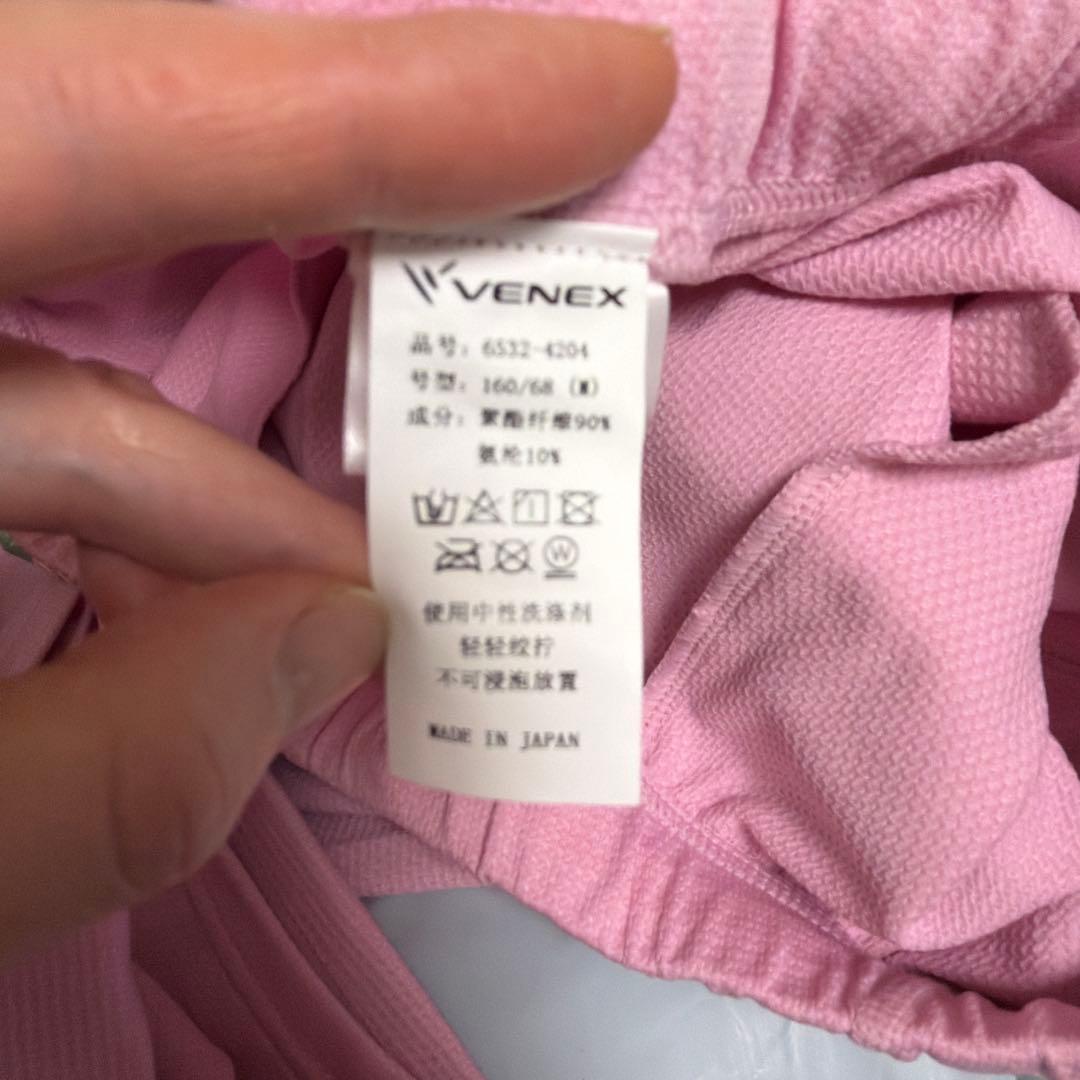 VENEX
品号：6532-4204
号型：160/68 (M)
成分：聚酯纤维90%
氨纶10%
W
使用中性洗涤剂
轻轻绞拧
不可浸泡放置
MADE IN JAPAN